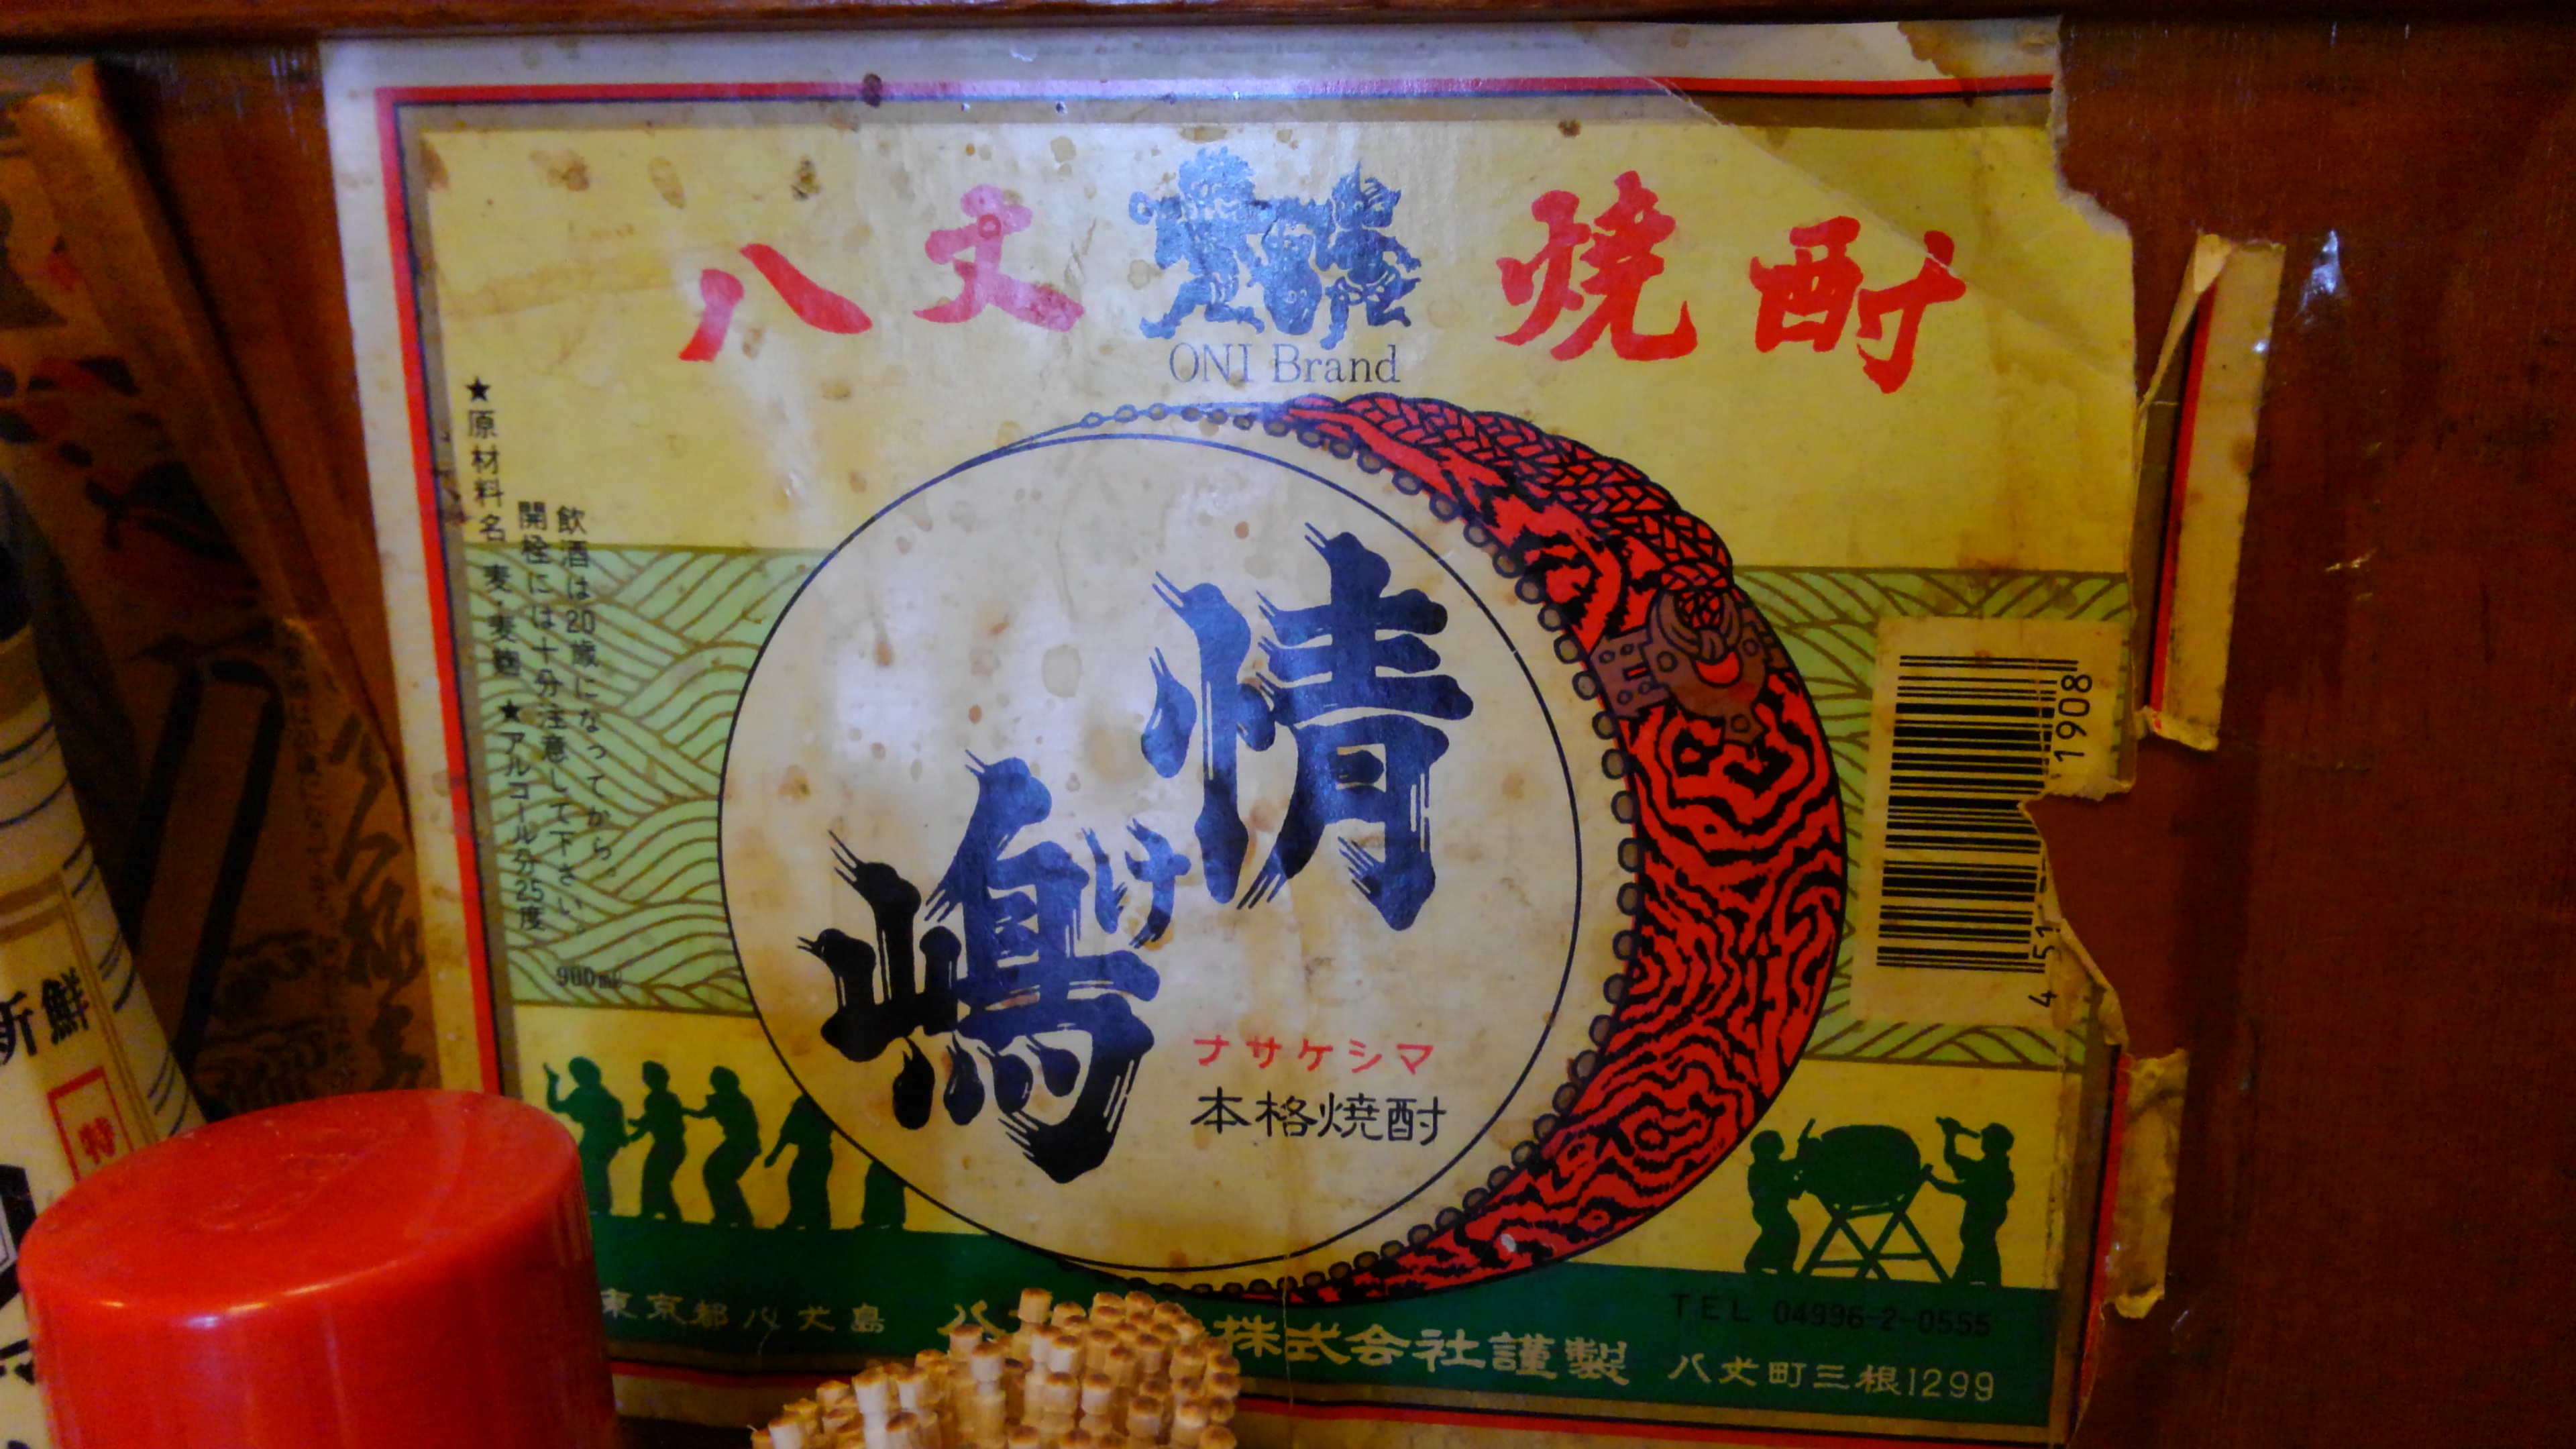 八丈焼酎
ONI Brand
★原材料名 麦・麦麹 ★アルコール分25度
開栓には十分注意して下さい。
飲酒は20歳になってから。
900ml
情け嶋
ナサケシマ
本格焼酎
1908
4 51
東京都八丈島
八丈
株式会社謹製
TEL 04996-2-0555
八丈町三根1299
新鮮
特